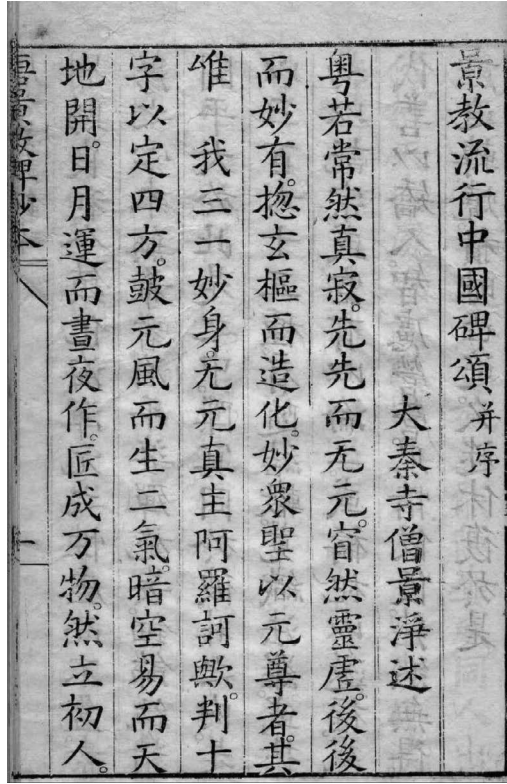 景教流行中國碑頌 并序
大秦寺僧景淨述
粤若常然真寂。先先而无元。窅然靈虛。後後
而妙有。揔玄樞而造化。妙衆聖以元尊者。其
唯 我三一妙身。无元真主阿羅訶歟。判十
字以定四方。皷元風而生二氣。暗空易而天
地開。日月運而晝夜作。匠成万物。然立初人。
景教碑
一